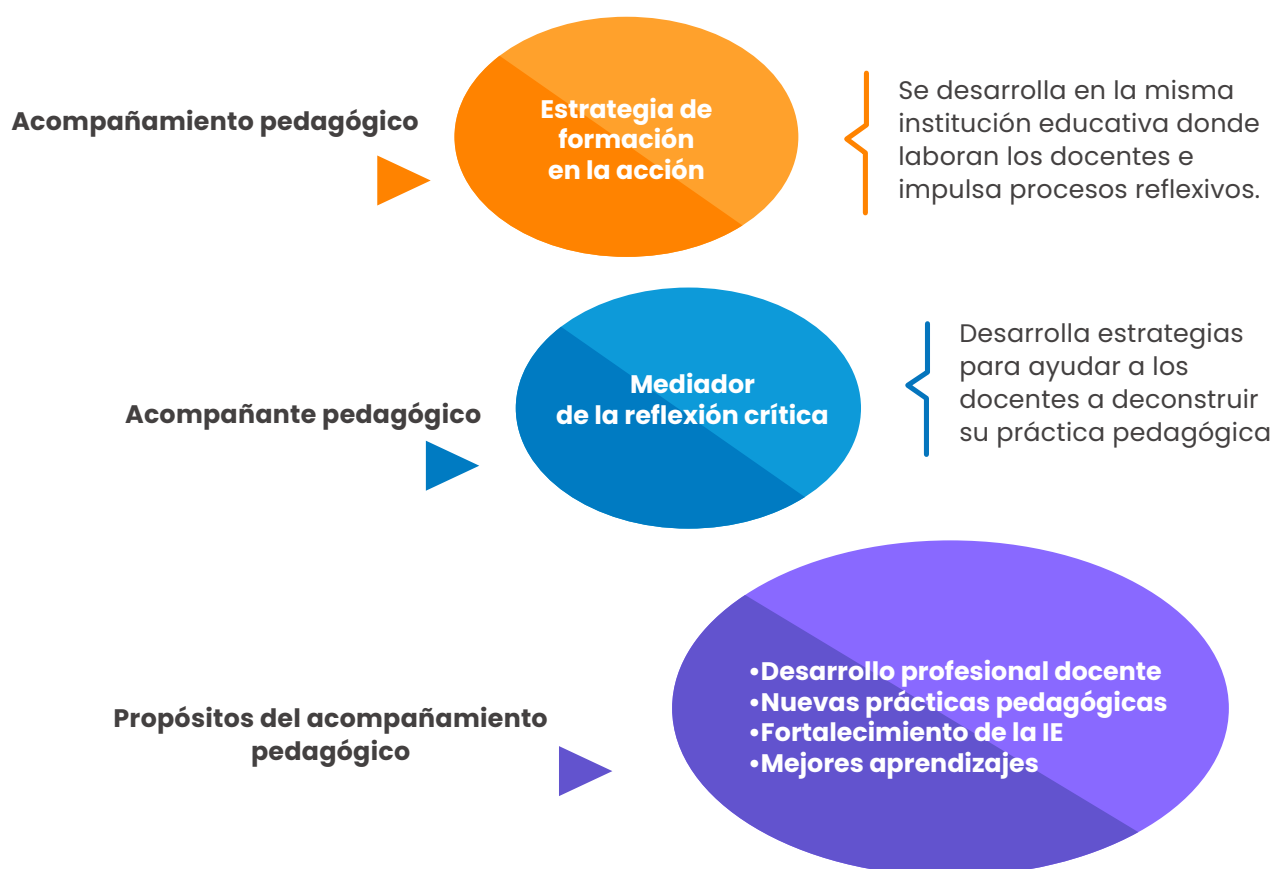 Acompañamiento pedagógico
Estrategia de
formación
en la acción
Se desarrolla en la misma
institución educativa donde
laboran los docentes e
impulsa procesos reflexivos.
Acompañante pedagógico
Mediador
de la reflexión crítica
Desarrolla estrategias
para ayudar a los
docentes a deconstruir
su práctica pedagógica
Propósitos del acompañamiento
pedagógico
•Desarrollo profesional docente
•Nuevas prácticas pedagógicas
•Fortalecimiento de la IE
•Mejores aprendizajes